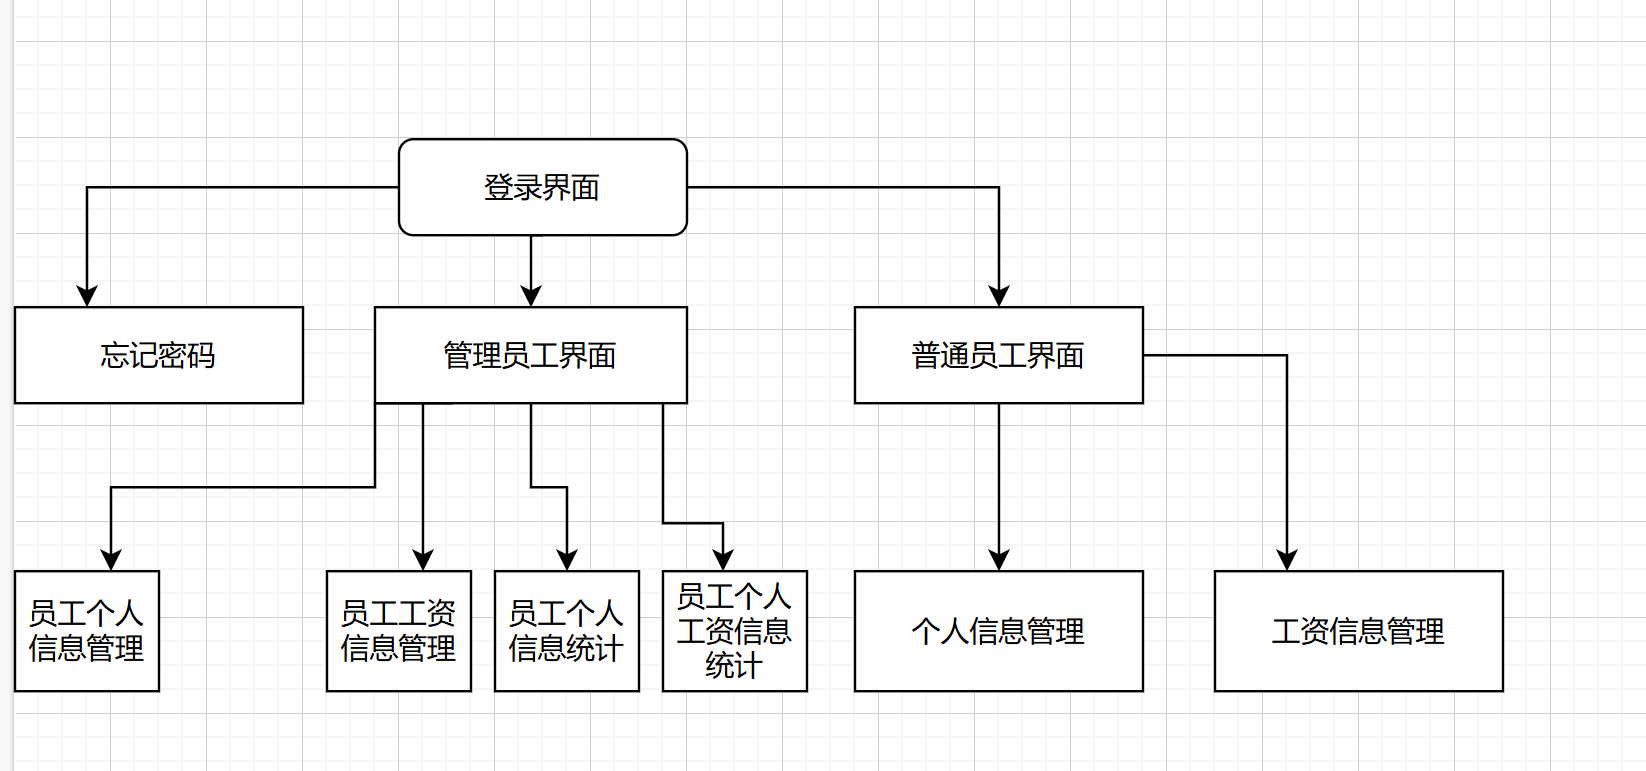 登录界面
忘记密码
管理员工界面
普通员工界面
员工个人
信息管理
员工工资
信息管理
员工个人
信息统计
员工个人
工资信息
统计
个人信息管理
工资信息管理